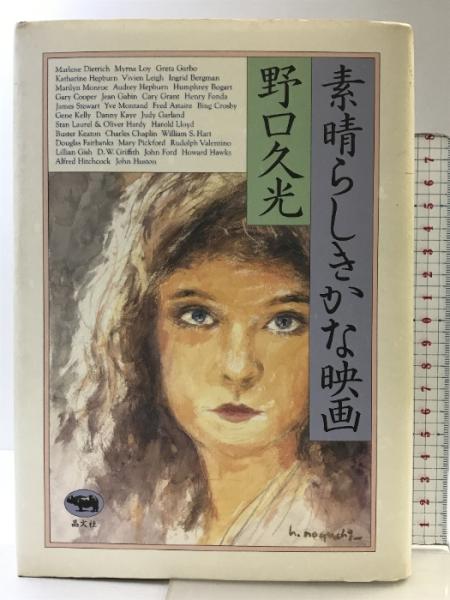 素晴らしきかな映画
野口久光
Marlene Dietrich Myrna Loy Greta Garbo
Katharine Hepburn Vivien Leigh Ingrid Bergman
Marilyn Monroe Audrey Hepburn Humphrey Bogart
Gary Cooper Jean Gabin Cary Grant Henry Fonda
James Stewart Yve Montand Fred Astaire Bing Crosby
Gene Kelly Danny Kaye Judy Garland
Stan Laurel & Oliver Hardy Harold Lloyd
Buster Keaton Charles Chaplin William S. Hart
Douglas Fairbanks Mary Pickford Rudolph Valentino
Lillian Gish D.W. Griffith John Ford Howard Hawks
Alfred Hitchcock John Huston
h. noguchi
晶文社